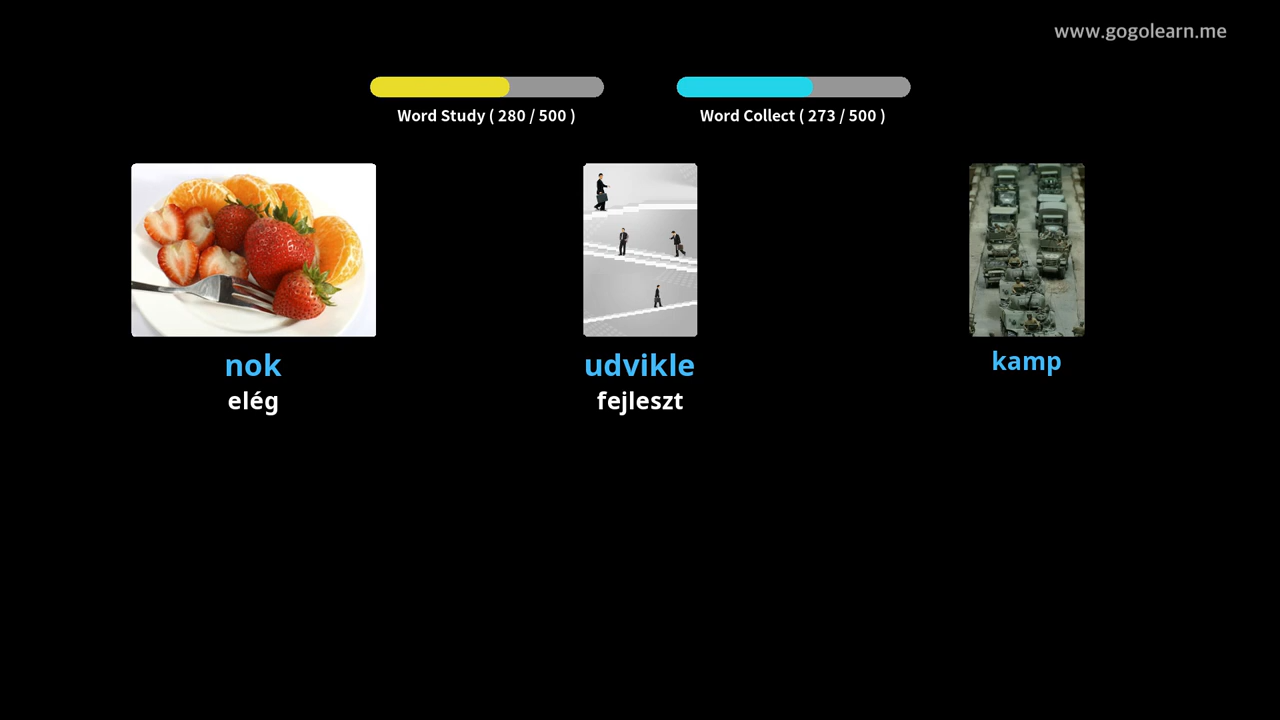 www.gogolearn.me
Word Study ( 280 / 500 )
Word Collect ( 273 / 500 )
nok
elég
udvikle
fejleszt
kamp